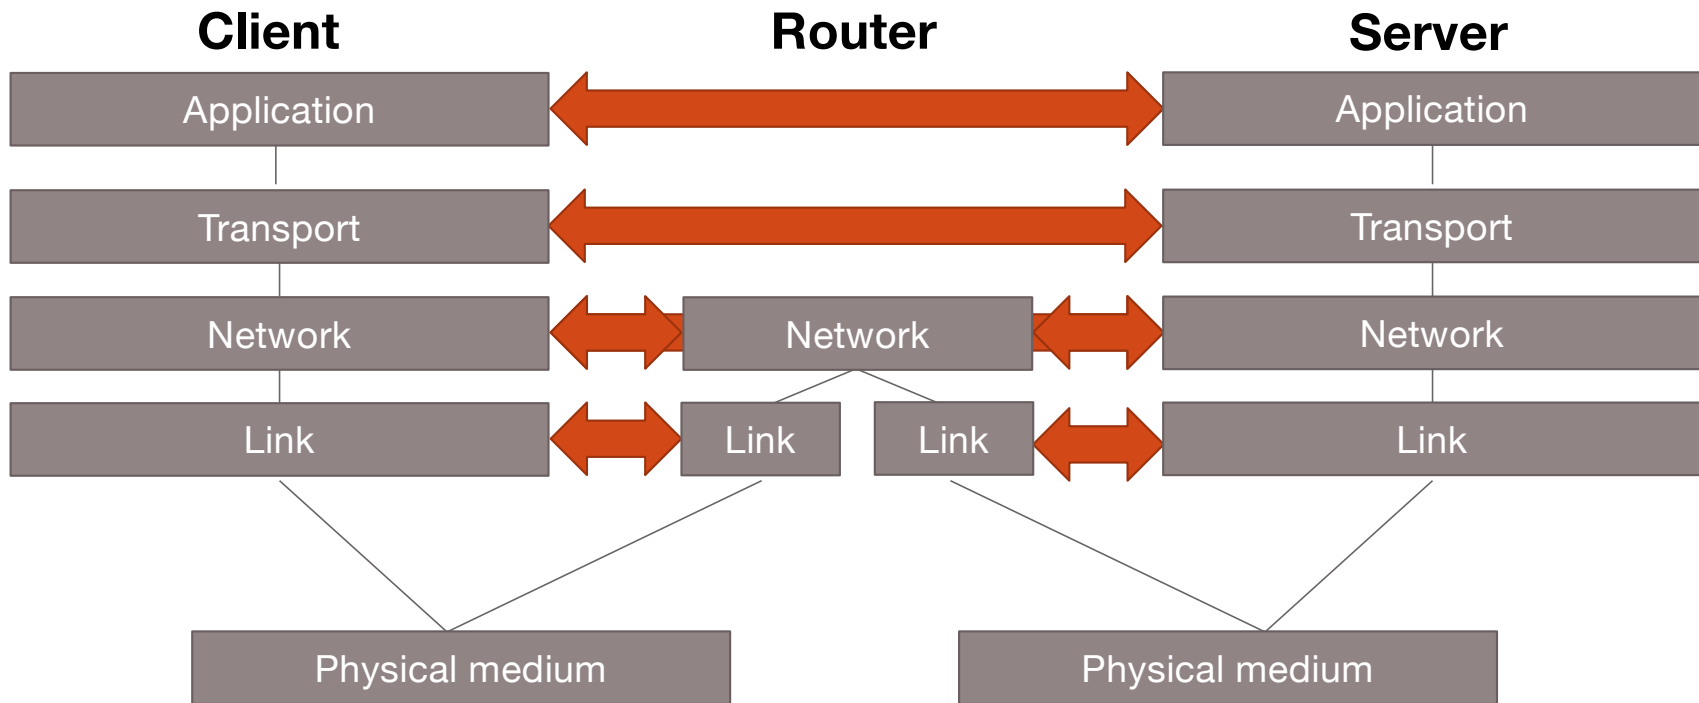 Client
Router
Server
Application
Application
Transport
Transport
Network
Network
Network
Link
Link
Link
Link
Physical medium
Physical medium